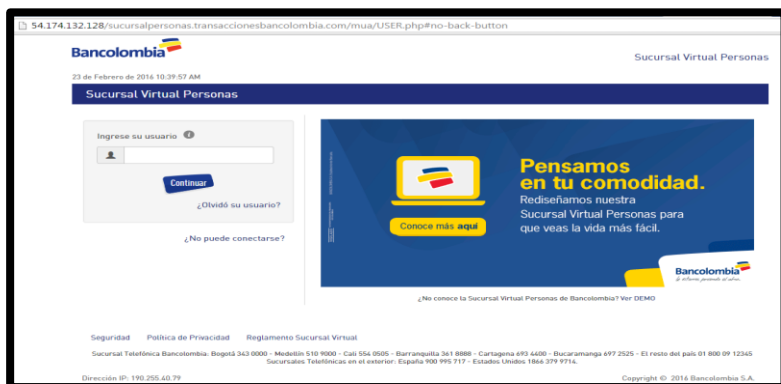 54.174.132.128/sucursalpersonas.transaccionesbancolombia.com/mua/USER.php#no-back-button
Bancolombia
Sucursal Virtual Personas
23 de Febrero de 2016 10:39:57 AM
Sucursal Virtual Personas
Ingrese su usuario
Continuar
¿Olvidó su usuario?
¿No puede conectarse?
Pensamos
en tu comodidad.
Rediseñamos nuestra
Sucursal Virtual Personas para
que veas la vida más fácil.
Conoce más aquí
Bancolombia
¿No conoce la Sucursal Virtual Personas de Bancolombia? Ver DEMO
Seguridad Política de Privacidad Reglamento Sucursal Virtual
Sucursal Telefónica Bancolombia: Bogotá 343 0000 - Medellín 510 9000 - Cali 554 0505 - Barranquilla 361 8888 - Cartagena 693 4400 - Bucaramanga 697 2525 - El resto del país 01 800 09 12345
Sucursales Telefónicas en el exterior: España 900 995 717 - Estados Unidos 1866 379 9714.
Dirección IP: 190.255.40.79
Copyright © 2016 Bancolombia S.A.